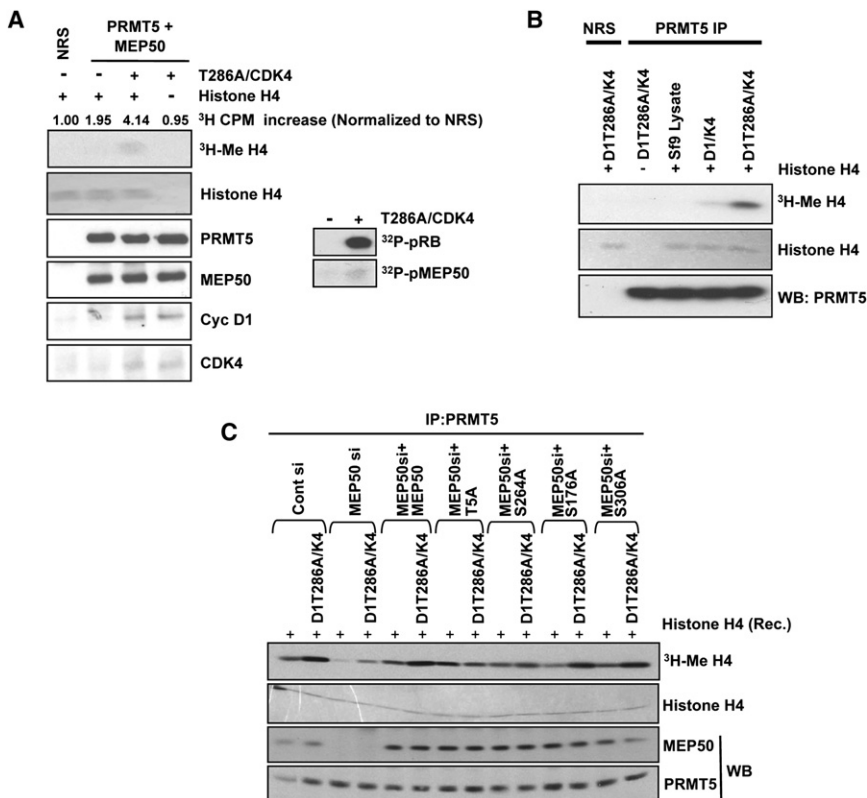 A
NRS
PRMT5 +
MEP50
- - + + T286A/CDK4
+ + + - Histone H4
1.00 1.95 4.14 0.95 ³H CPM increase (Normalized to NRS)
³H-Me H4
Histone H4
PRMT5
MEP50
Cyc D1
CDK4
- + T286A/CDK4
³²P-pRB
³²P-pMEP50
B
NRS PRMT5 IP
+ D1T286A/K4
- D1T286A/K4
+ Sf9 Lysate
+ D1/K4
+ D1T286A/K4
Histone H4
³H-Me H4
Histone H4
WB: PRMT5
C
IP:PRMT5
Cont si
MEP50 si
MEP50si+
MEP50
MEP50si+
T5A
MEP50si+
S264A
MEP50si+
S176A
MEP50si+
S306A
D1T286A/K4
D1T286A/K4
D1T286A/K4
D1T286A/K4
D1T286A/K4
D1T286A/K4
D1T286A/K4
+ + + + + + + + + + + + + + Histone H4 (Rec.)
³H-Me H4
Histone H4
MEP50
PRMT5
WB